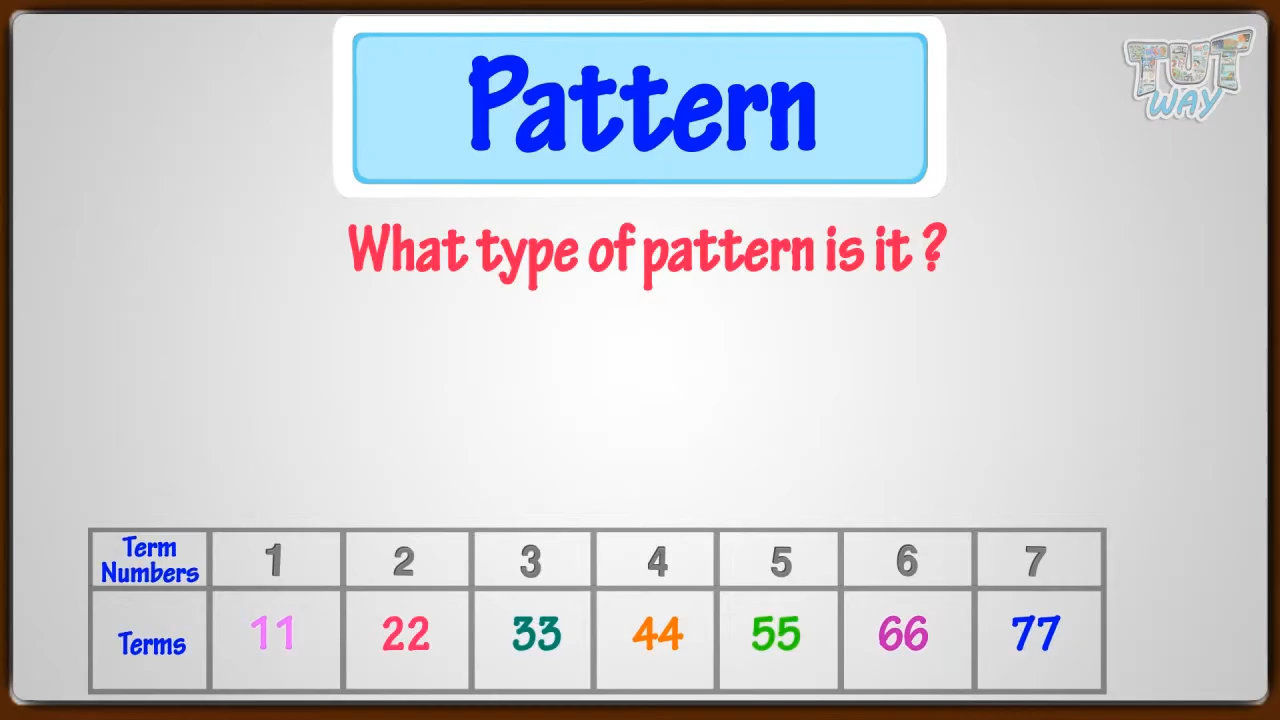 Pattern
TUT
WAY
What type of pattern is it ?
Term Numbers 1 2 3 4 5 6 7
Terms 11 22 33 44 55 66 77